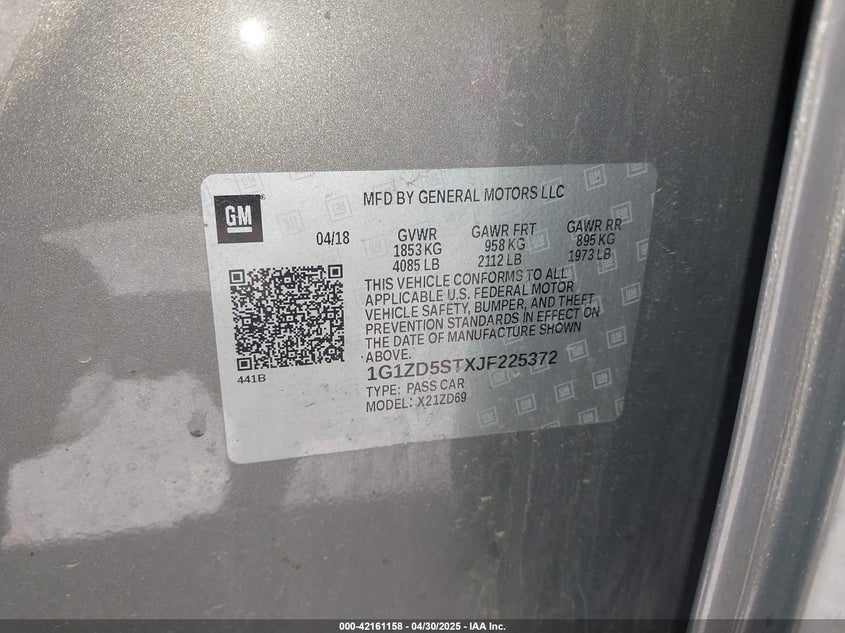 GM
MFD BY GENERAL MOTORS LLC
04/18
GVWR
1853 KG
4085 LB
GAWR FRT
958 KG
2112 LB
GAWR RR
895 KG
1973 LB
THIS VEHICLE CONFORMS TO ALL
APPLICABLE U.S. FEDERAL MOTOR
VEHICLE SAFETY, BUMPER, AND THEFT
PREVENTION STANDARDS IN EFFECT ON
THE DATE OF MANUFACTURE SHOWN
ABOVE.
441B
1G1ZD5STXJF225372
TYPE: PASS CAR
MODEL: X21ZD69
000-42161158 - 04/30/2025 - IAA Inc.